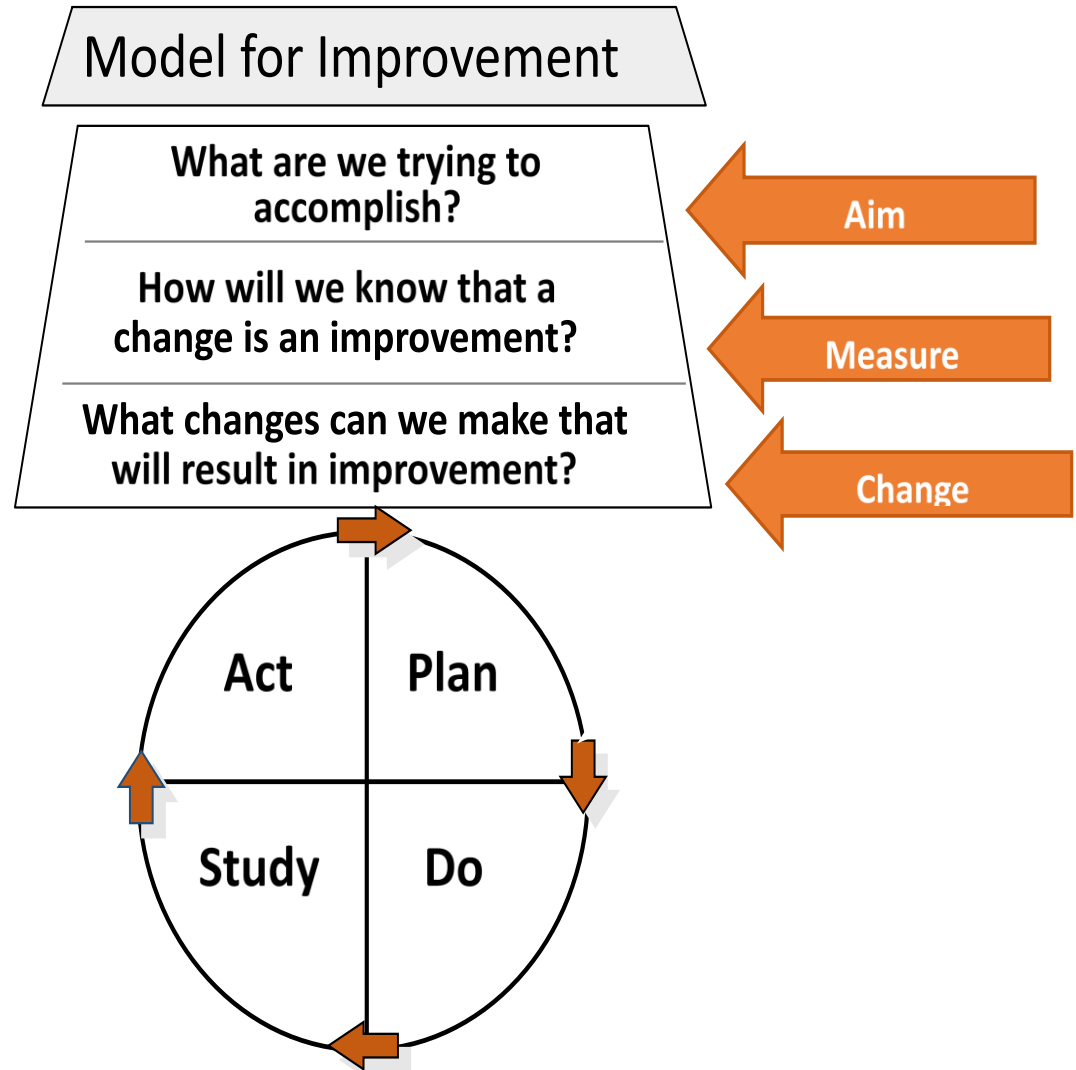 Model for Improvement
What are we trying to
accomplish?
Aim
How will we know that a
change is an improvement?
Measure
What changes can we make that
will result in improvement?
Change
Act
Plan
Study
Do